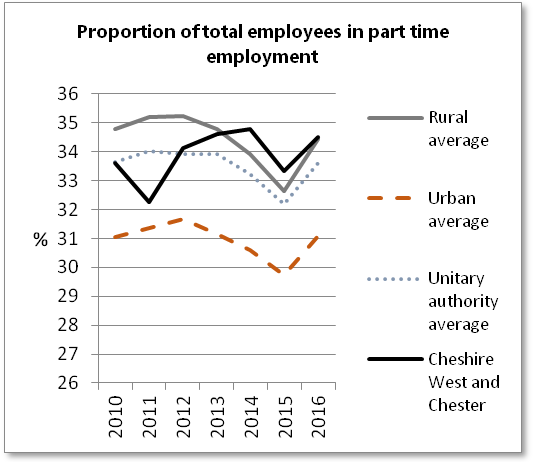 Proportion of total employees in part time
employment
36
35
34
33
32
31
30
29
28
27
26
%
2010
2011
2012
2013
2014
2015
2016
Rural
average
Urban
average
Unitary
authority
average
Cheshire
West and
Chester